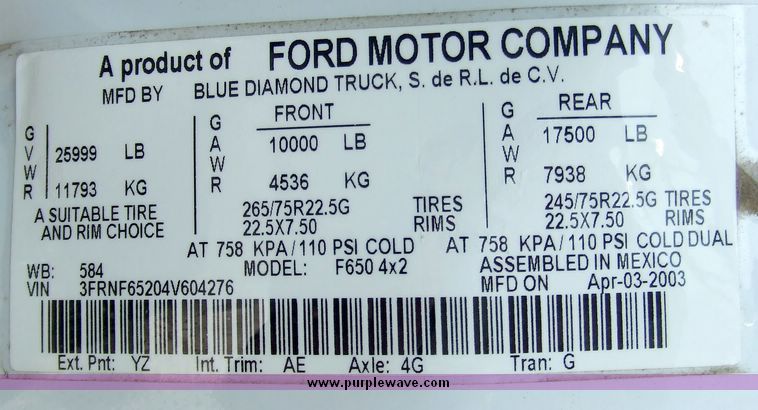 A product of FORD MOTOR COMPANY
MFD BY BLUE DIAMOND TRUCK, S. de R.L. de C.V.
GVWR 25999 LB
11793 KG
GAWR FRONT 10000 LB
4536 KG
GAWR REAR 17500 LB
7938 KG
A SUITABLE TIRE 265/75R22.5G TIRES 245/75R22.5G TIRES
AND RIM CHOICE 22.5X7.50 RIMS 22.5X7.50 RIMS
AT 758 KPA/110 PSI COLD AT 758 KPA/110 PSI COLD DUAL
WB: 584 MODEL: F650 4x2 ASSEMBLED IN MEXICO
VIN 3FRNF65204V604276 MFD ON Apr-03-2003
Ext. Pnt: YZ Int. Trim: AE Axle: 4G Tran: G
www.purplewave.com